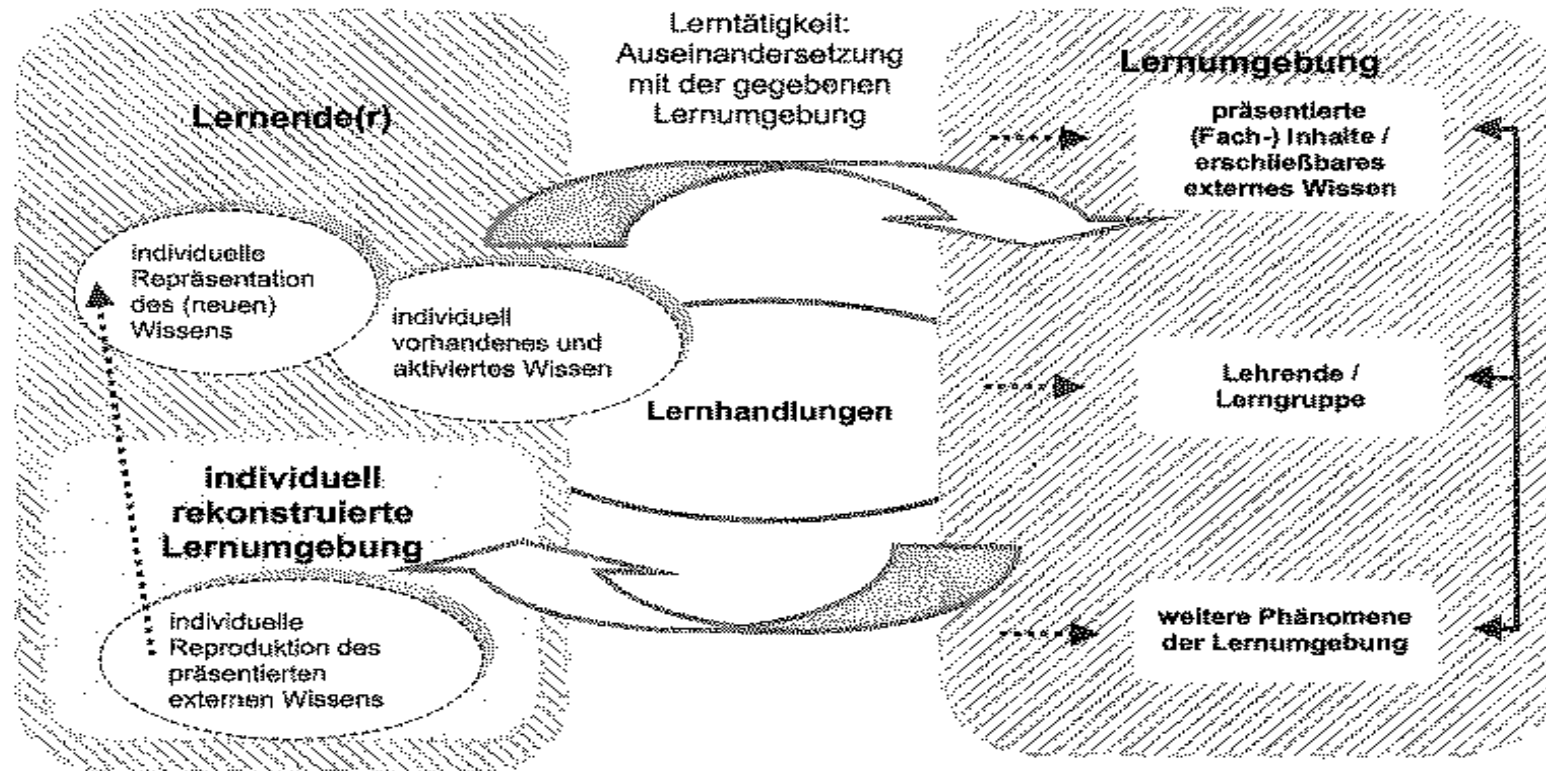 Lerntätigkeit:
Auseinandersetzung
mit der gegebenen
Lernumgebung
Lernende(r)
Lernumgebung
präsentierte
(Fach-) Inhalte /
erschließbares
externes Wissen
individuelle
Repräsentation
des (neuen)
Wissens
individuell
vorhandenes und
aktiviertes Wissen
Lernhandlungen
Lehrende /
Lerngruppe
individuell
rekonstruierte
Lernumgebung
individuelle
Reproduktion des
präsentierten
externen Wissens
weitere Phänomene
der Lernumgebung